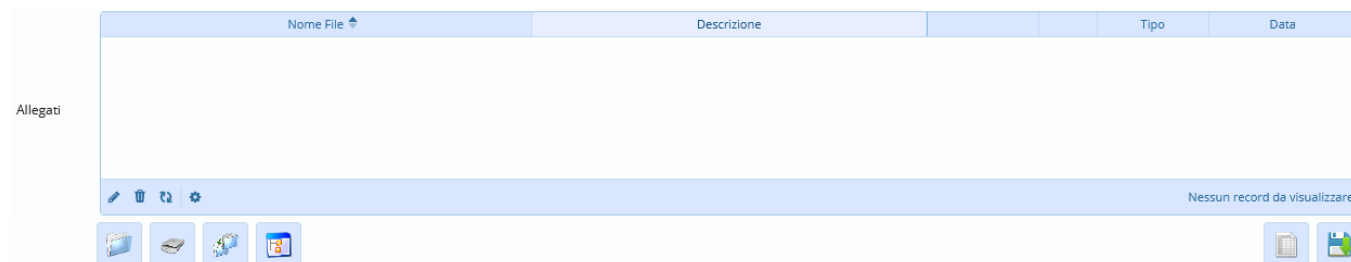 Nome File Descrizione Tipo Data
Allegati
Nessun record da visualizzare